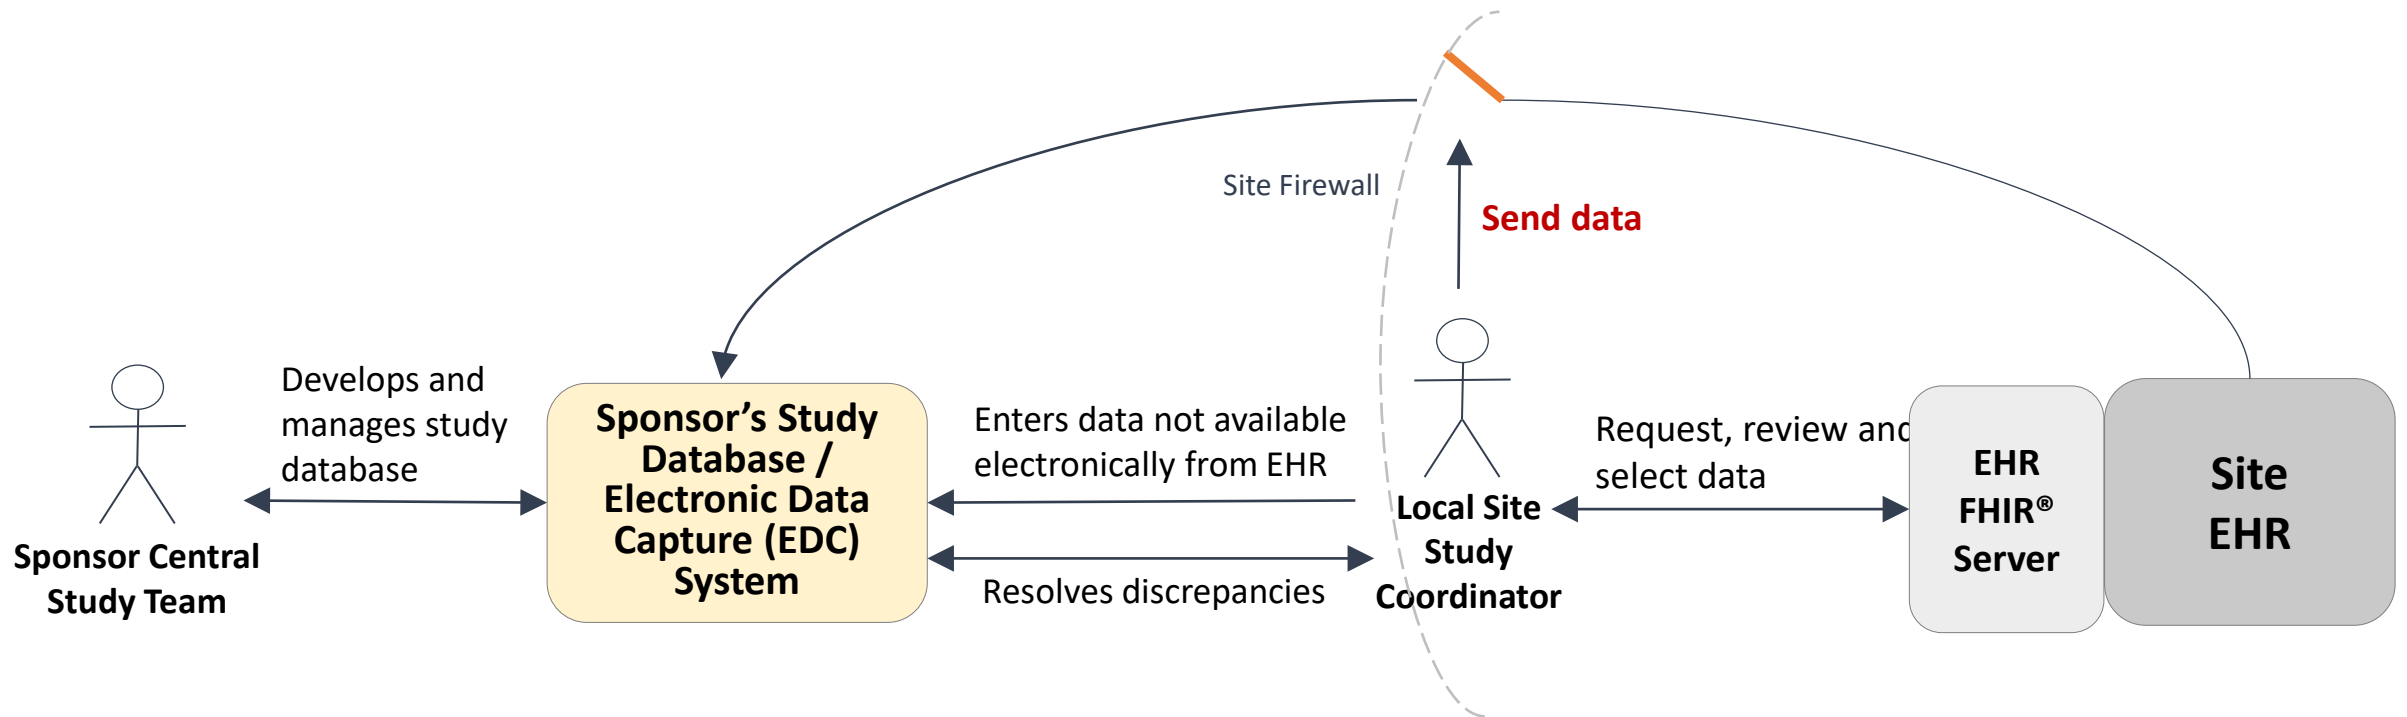 Site Firewall
Send data
Develops and
manages study
database
Sponsor Central
Study Team
Sponsor’s Study
Database /
Electronic Data
Capture (EDC)
System
Enters data not available
electronically from EHR
Resolves discrepancies
Local Site
Study
Coordinator
Request, review and
select data
EHR
FHIR®
Server
Site
EHR